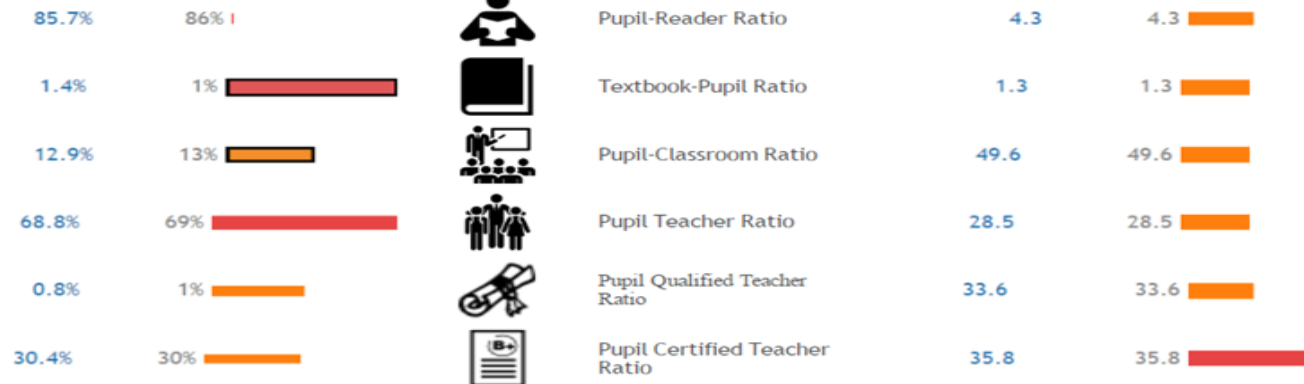 85.7% 86% Pupil-Reader Ratio 4.3 4.3
1.4% 1% Textbook-Pupil Ratio 1.3 1.3
12.9% 13% Pupil-Classroom Ratio 49.6 49.6
68.8% 69% Pupil Teacher Ratio 28.5 28.5
0.8% 1% Pupil Qualified Teacher
Ratio 33.6 33.6
30.4% 30% B+ Pupil Certified Teacher
Ratio 35.8 35.8